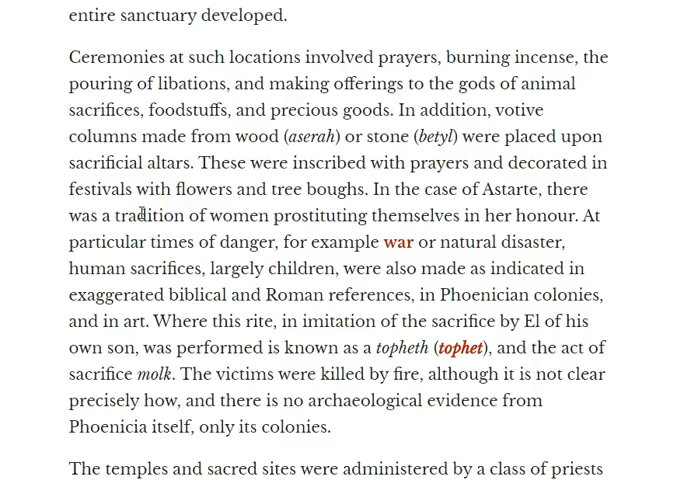 entire sanctuary developed.
Ceremonies at such locations involved prayers, burning incense, the
pouring of libations, and making offerings to the gods of animal
sacrifices, foodstuffs, and precious goods. In addition, votive
columns made from wood (aserah) or stone (betyl) were placed upon
sacrificial altars. These were inscribed with prayers and decorated in
festivals with flowers and tree boughs. In the case of Astarte, there
was a tradition of women prostituting themselves in her honour. At
particular times of danger, for example war or natural disaster,
human sacrifices, largely children, were also made as indicated in
exaggerated biblical and Roman references, in Phoenician colonies,
and in art. Where this rite, in imitation of the sacrifice by El of his
own son, was performed is known as a topheth (tophet), and the act of
sacrifice molk. The victims were killed by fire, although it is not clear
precisely how, and there is no archaeological evidence from
Phoenicia itself, only its colonies.
The temples and sacred sites were administered by a class of priests